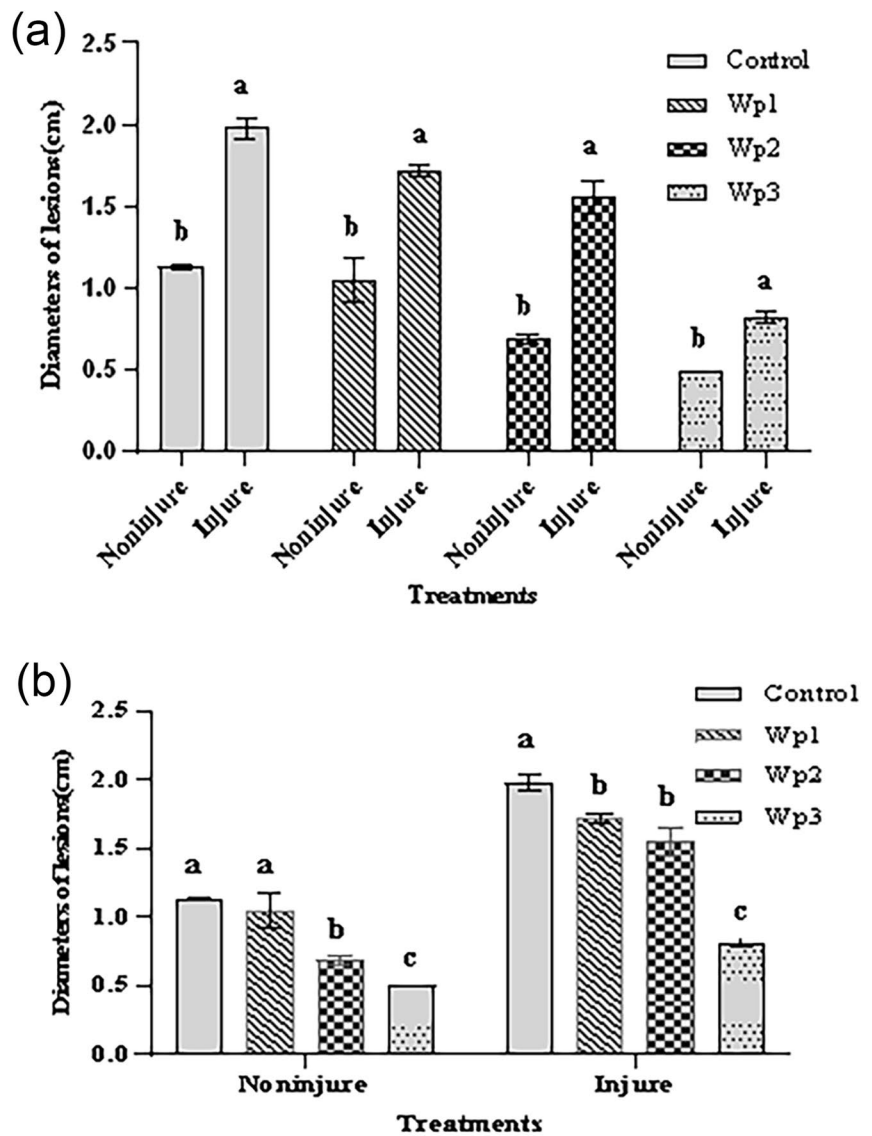 (a)
2.5
2.0
1.5
1.0
0.5
0.0
Diameters of lesions(cm)
b
a
b
a
b
a
b
a
Control
Wp1
Wp2
Wp3
Noninjure
Injure
Noninjure
Injure
Noninjure
Injure
Noninjure
Injure
Treatments
(b)
2.5
2.0
1.5
1.0
0.5
0.0
Diameters of lesions(cm)
a
a
b
c
a
b
b
c
Control
Wp1
Wp2
Wp3
Noninjure
Injure
Treatments